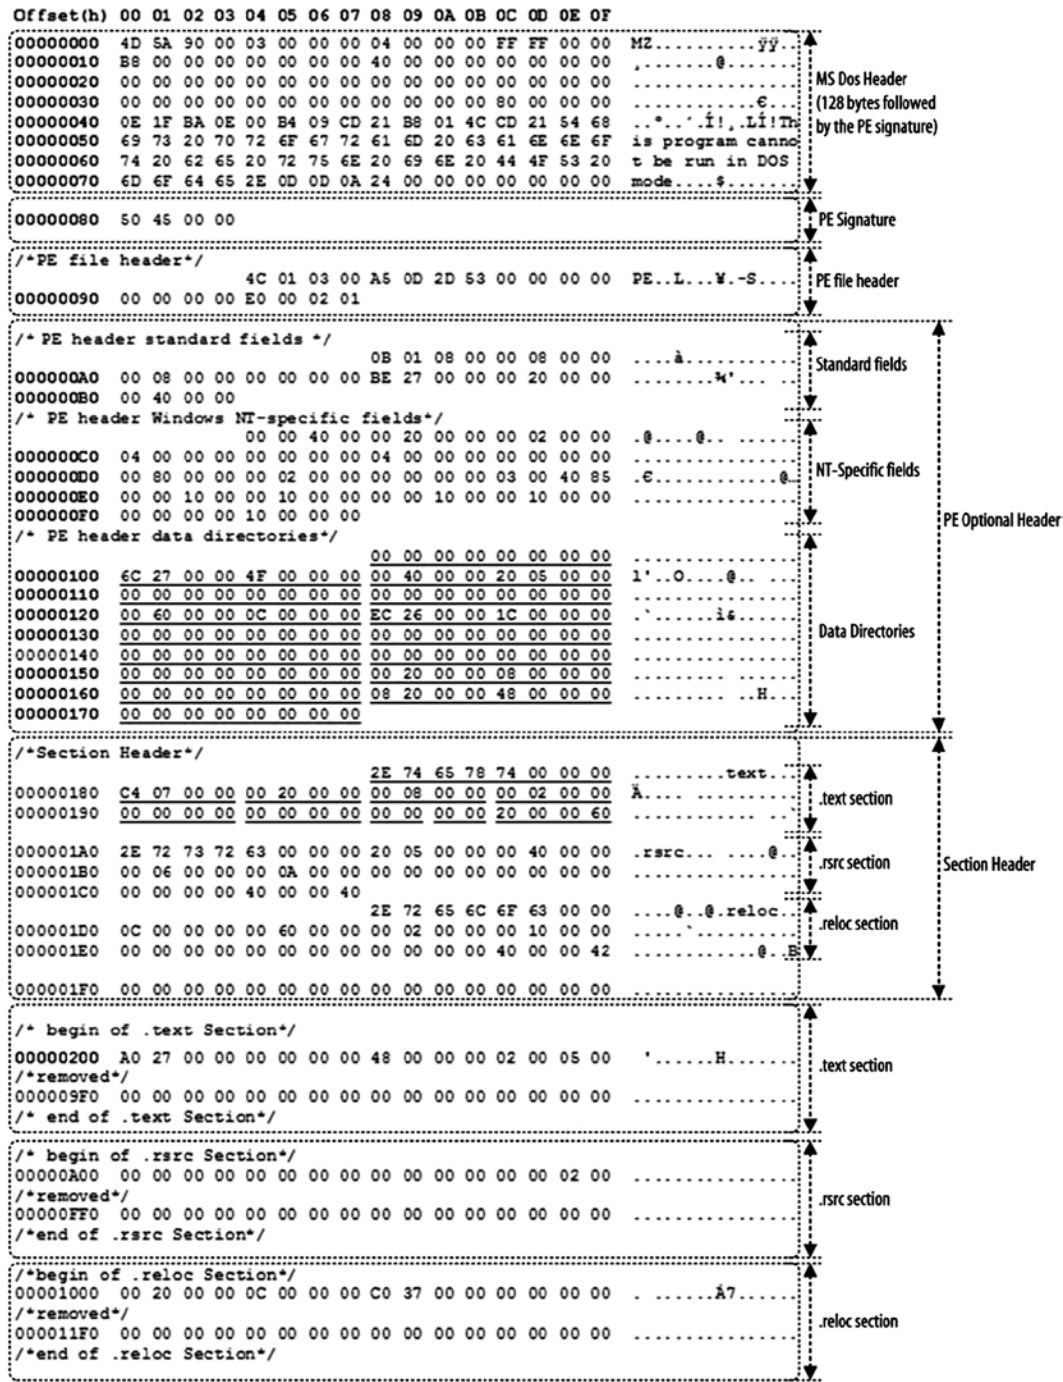 Offset(h) 00 01 02 03 04 05 06 07 08 09 0A 0B 0C 0D 0E 0F
00000000 4D 5A 90 00 03 00 00 00 04 00 00 00 FF FF 00 00 MZ..........ÿÿ..
00000010 B8 00 00 00 00 00 00 00 40 00 00 00 00 00 00 00 ¸.......@.......
00000020 00 00 00 00 00 00 00 00 00 00 00 00 00 00 00 00 ................
00000030 00 00 00 00 00 00 00 00 00 00 00 00 80 00 00 00 ............€...
00000040 0E 1F BA 0E 00 B4 09 CD 21 B8 01 4C CD 21 54 68 ..º..´.Í!¸.LÍ!Th
00000050 69 73 20 70 72 6F 67 72 61 6D 20 63 61 6E 6E 6F is program canno
00000060 74 20 62 65 20 72 75 6E 20 69 6E 20 44 4F 53 20 t be run in DOS
00000070 6D 6F 64 65 2E 0D 0D 0A 24 00 00 00 00 00 00 00 mode....$.......
MS Dos Header
(128 bytes followed
by the PE signature)
00000080 50 45 00 00
PE Signature
/*PE file header*/
4C 01 03 00 A5 0D 2D 53 00 00 00 00 PE..L...¥.-S....
00000090 00 00 00 00 E0 00 02 01
PE file header
/* PE header standard fields */
0B 01 08 00 00 08 00 00 ....à...........
000000A0 00 08 00 00 00 00 00 00 BE 27 00 00 00 20 00 00 ........¾'... ..
000000B0 00 40 00 00
Standard fields
/* PE header Windows NT-specific fields*/
00 00 40 00 00 20 00 00 00 02 00 00 .@....@.. ......
000000C0 04 00 00 00 00 00 00 00 04 00 00 00 00 00 00 00 ................
000000D0 00 80 00 00 00 02 00 00 00 00 00 00 03 00 40 85 .€............@…
000000E0 00 00 10 00 00 10 00 00 00 00 10 00 00 10 00 00 ................
000000F0 00 00 00 00 10 00 00 00
NT-Specific fields
/* PE header data directories*/
00 00 00 00 00 00 00 00 ................
00000100 6C 27 00 00 4F 00 00 00 00 40 00 00 20 05 00 00 l'..O....@.. ...
00000110 00 00 00 00 00 00 00 00 00 00 00 00 00 00 00 00 ................
00000120 00 60 00 00 0C 00 00 00 EC 26 00 00 1C 00 00 00 .`......ì&......
00000130 00 00 00 00 00 00 00 00 00 00 00 00 00 00 00 00 ................
00000140 00 00 00 00 00 00 00 00 00 00 00 00 00 00 00 00 ................
00000150 00 00 00 00 00 00 00 00 00 20 00 00 08 00 00 00 ......... ......
00000160 00 00 00 00 00 00 00 00 08 20 00 00 48 00 00 00 ......... ..H...
00000170 00 00 00 00 00 00 00 00
Data Directories
PE Optional Header
/*Section Header*/
2E 74 65 78 74 00 00 00 .........text...
00000180 C4 07 00 00 00 20 00 00 00 08 00 00 00 02 00 00 Ä.... ..........
00000190 00 00 00 00 00 00 00 00 00 00 00 00 20 00 00 60 ............ ..`
.text section
000001A0 2E 72 73 72 63 00 00 00 20 05 00 00 00 40 00 00 .rsrc... ....@..
000001B0 00 06 00 00 00 0A 00 00 00 00 00 00 00 00 00 00 ................
000001C0 00 00 00 00 40 00 00 40
.rsrc section
2E 72 65 6C 6F 63 00 00 ....@..@.reloc..
000001D0 0C 00 00 00 00 60 00 00 00 02 00 00 00 10 00 00 .....`..........
000001E0 00 00 00 00 00 00 00 00 00 00 00 00 40 00 00 42 ............@..B
.reloc section
000001F0 00 00 00 00 00 00 00 00 00 00 00 00 00 00 00 00 ................
Section Header
/* begin of .text Section*/
00000200 A0 27 00 00 00 00 00 00 48 00 00 00 02 00 05 00 '......H.......
/*removed*/
000009F0 00 00 00 00 00 00 00 00 00 00 00 00 00 00 00 00 ................
/* end of .text Section*/
.text section
/* begin of .rsrc Section*/
00000A00 00 00 00 00 00 00 00 00 00 00 00 00 00 00 02 00 ................
/*removed*/
00000FF0 00 00 00 00 00 00 00 00 00 00 00 00 00 00 00 00 ................
/*end of .rsrc Section*/
.rsrc section
/*begin of .reloc Section*/
00001000 00 20 00 00 0C 00 00 00 C0 37 00 00 00 00 00 00 . ......À7......
/*removed*/
000011F0 00 00 00 00 00 00 00 00 00 00 00 00 00 00 00 00 ................
/*end of .reloc Section*/
.reloc section